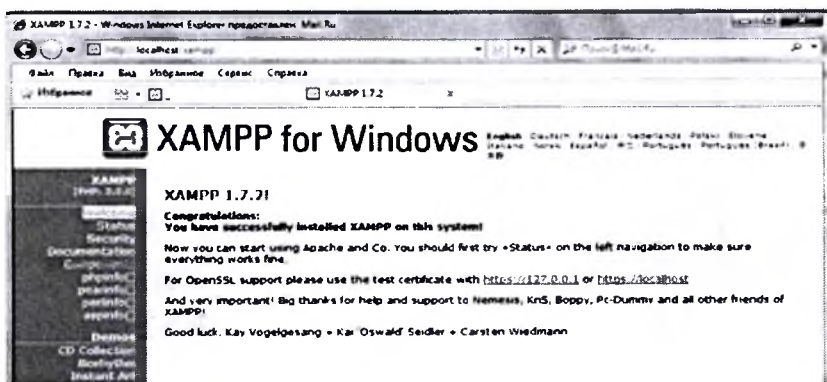 XAMPP 1.7.2 - Windows Internet Explorer предоставлен Mail.Ru
http localhost xampp
Файл Правка Вид Избранное Сервис Справка
Избранное
XAMPP 1.7.2 x
XAMPP for Windows
English Deutsch Francais Nederlands Polski Slovene
Italiano Norsk Español Português Português (Brasil)
XAMPP
Welcome
Status
Security
Documentation
Components
phpinfo()
Demos
CD Collection
Biorhythm
Instant Art
XAMPP 1.7.2!
Congratulations:
You have successfully installed XAMPP on this system!
Now you can start using Apache and Co. You should first try «Status» on the left navigation to make sure
everything works fine.
For OpenSSL support please use the test certificate with https://127.0.0.1 or https://localhost
And very important! Big thanks for help and support to Nemesis, KnS, Boppy, Pc-Dummy and all other friends of
XAMPP!
Good luck, Kay Vogelgesang + Kai 'Oswald' Seidler + Carsten Wiedmann